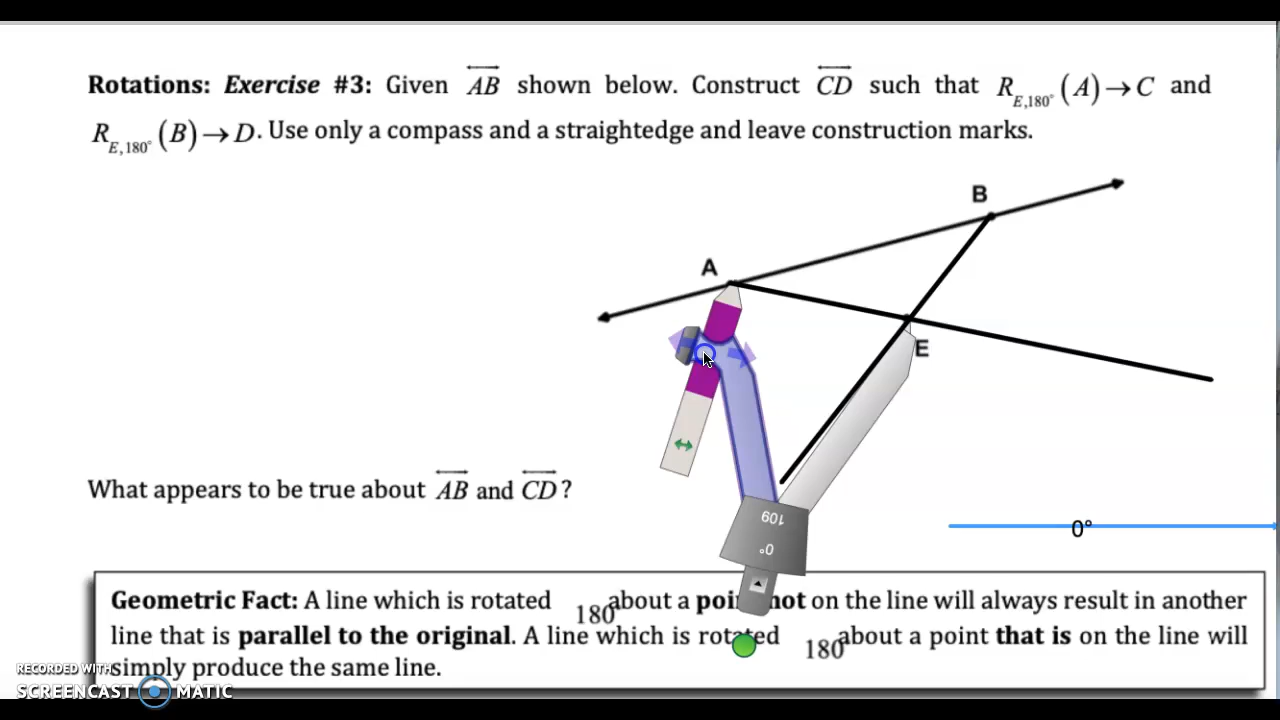 Rotations: Exercise #3: Given AB shown below. Construct CD such that R E,180° (A) → C and
R E,180° (B) → D. Use only a compass and a straightedge and leave construction marks.
B
A
E
What appears to be true about AB and CD?
109
0°
0°
Geometric Fact: A line which is rotated 180 about a not on the line will always result in another
line that is parallel to the original. A line which is rotated 180 about a point that is on the line will
simply produce the same line.
RECORDED WITH
SCREENCAST MATIC